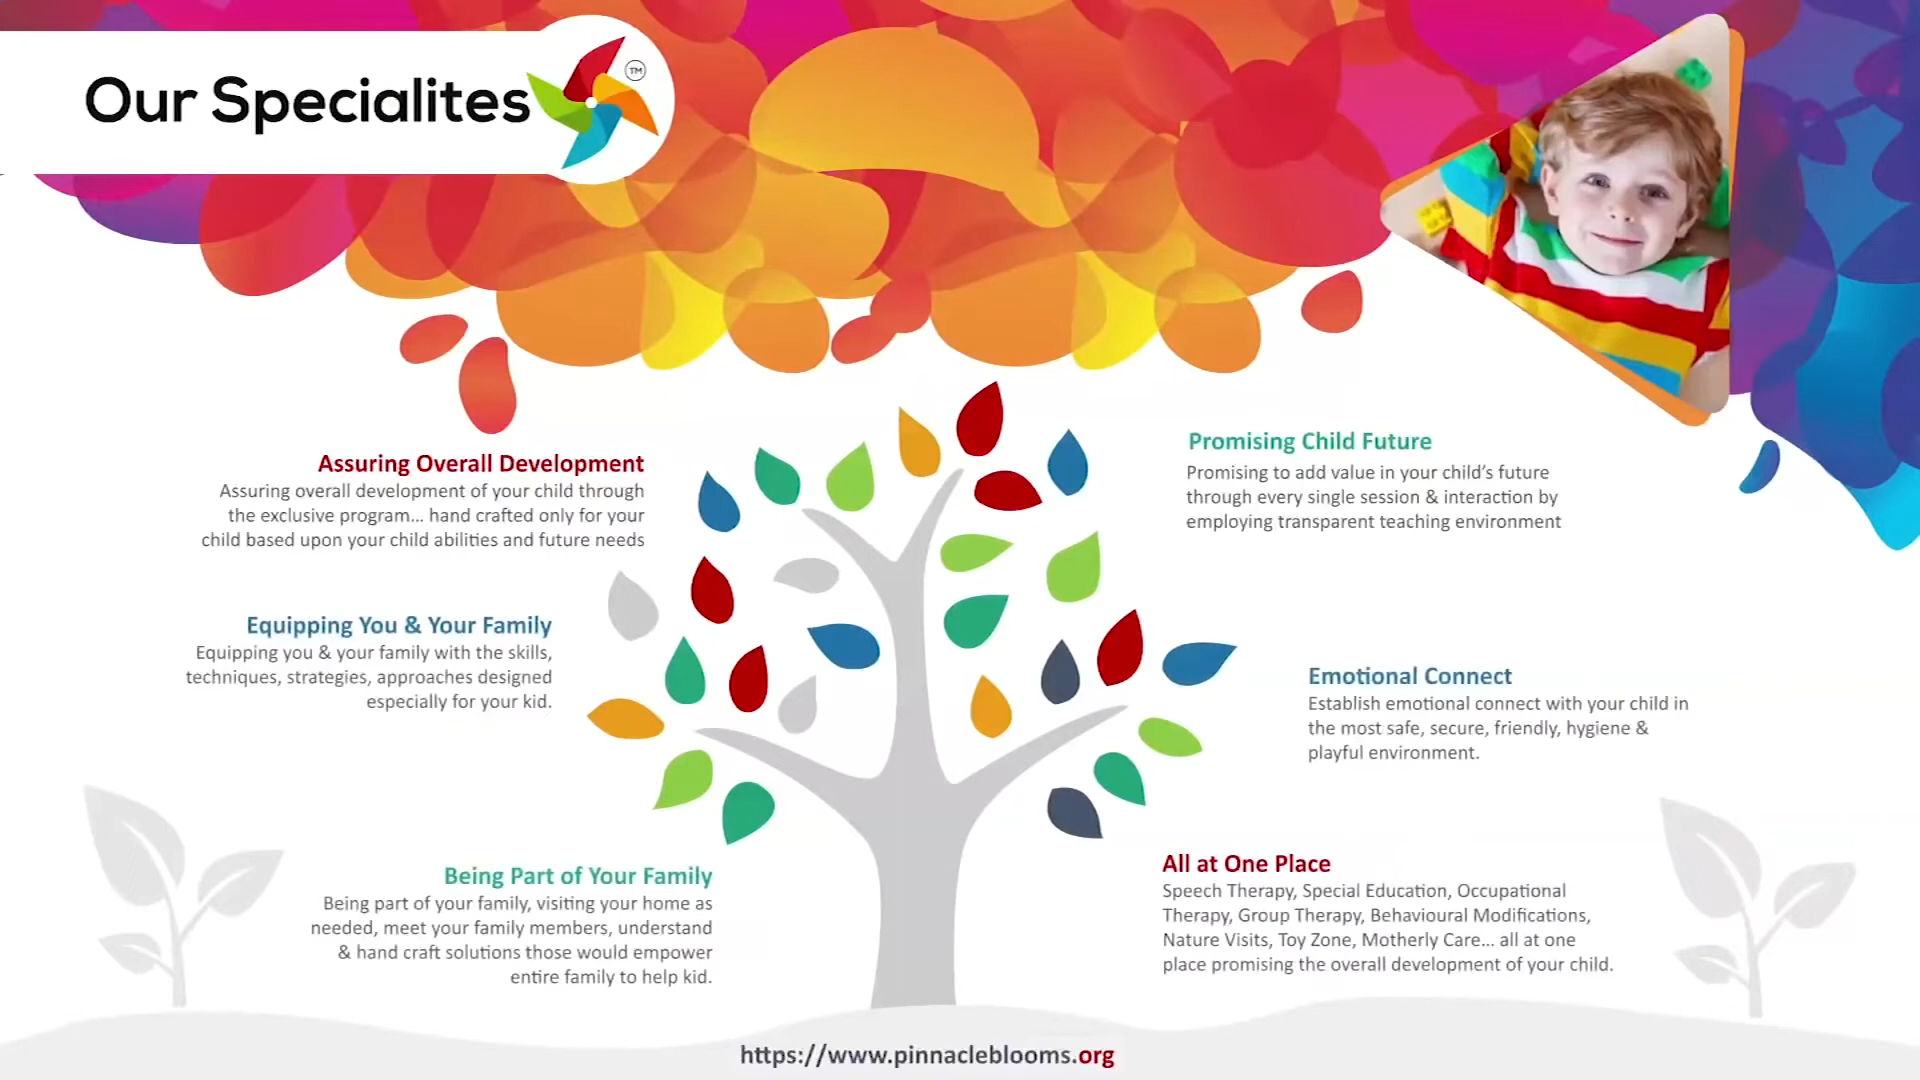 Our Specialites
TM
Assuring Overall Development
Assuring overall development of your child through
the exclusive program... hand crafted only for your
child based upon your child abilities and future needs
Equipping You & Your Family
Equipping you & your family with the skills,
techniques, strategies, approaches designed
especially for your kid.
Being Part of Your Family
Being part of your family, visiting your home as
needed, meet your family members, understand
& hand craft solutions those would empower
entire family to help kid.
Promising Child Future
Promising to add value in your child’s future
through every single session & interaction by
employing transparent teaching environment
Emotional Connect
Establish emotional connect with your child in
the most safe, secure, friendly, hygiene &
playful environment.
All at One Place
Speech Therapy, Special Education, Occupational
Therapy, Group Therapy, Behavioural Modifications,
Nature Visits, Toy Zone, Motherly Care... all at one
place promising the overall development of your child.
https://www.pinnacleblooms.org